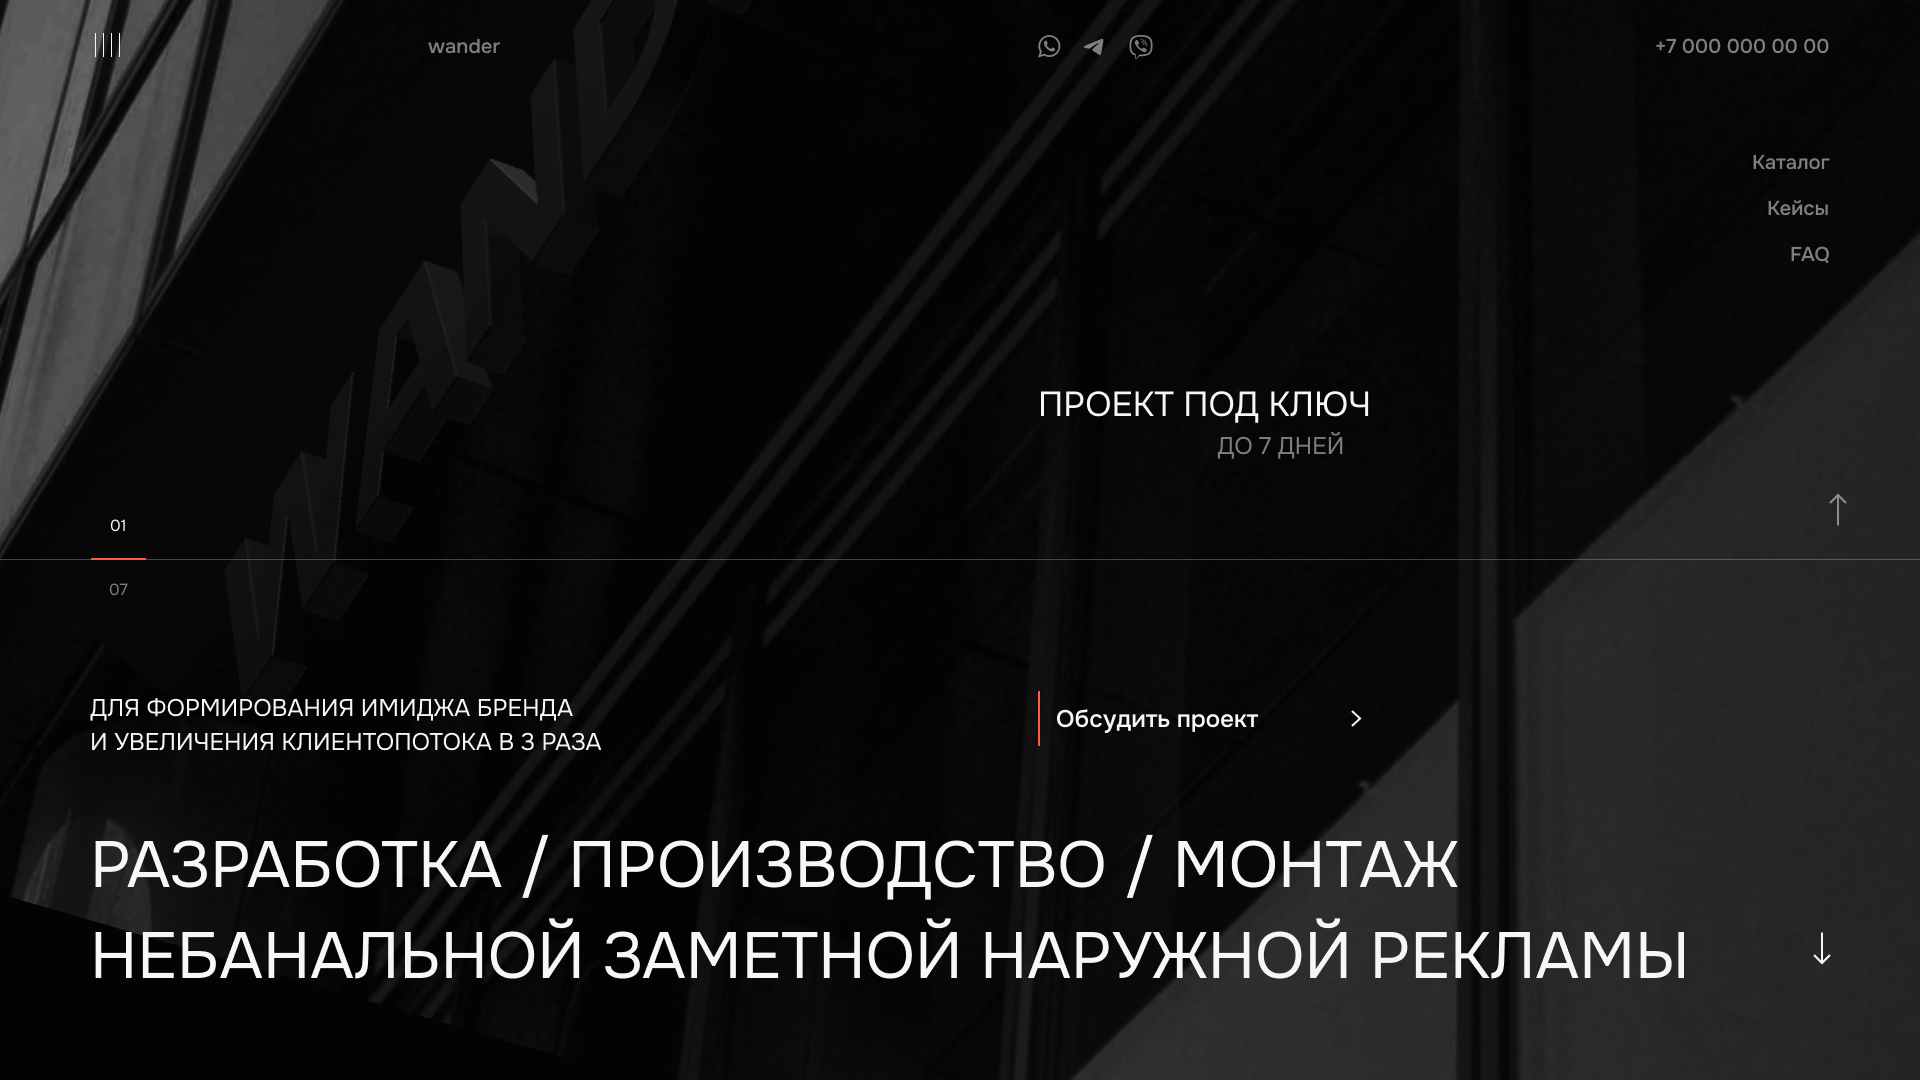 wander
+7 000 000 00 00
Каталог
Кейсы
FAQ
WAND
ПРОЕКТ ПОД КЛЮЧ
ДО 7 ДНЕЙ
01
07
ДЛЯ ФОРМИРОВАНИЯ ИМИДЖА БРЕНДА
И УВЕЛИЧЕНИЯ КЛИЕНТОПОТОКА В 3 РАЗА
Обсудить проект
РАЗРАБОТКА / ПРОИЗВОДСТВО / МОНТАЖ
НЕБАНАЛЬНОЙ ЗАМЕТНОЙ НАРУЖНОЙ РЕКЛАМЫ